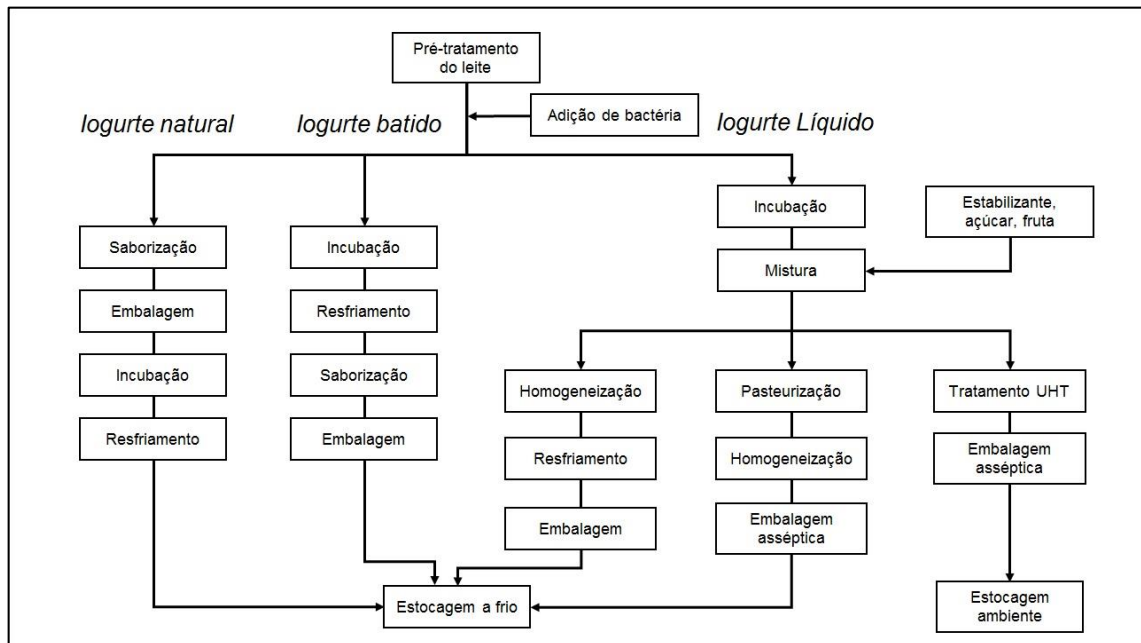 Pré-tratamento
do leite
Adição de bactéria
Iogurte natural
Iogurte batido
Iogurte Líquido
Saborização
Embalagem
Incubação
Resfriamento
Incubação
Resfriamento
Saborização
Embalagem
Incubação
Mistura
Estabilizante,
açúcar, fruta
Homogeneização
Resfriamento
Embalagem
Pasteurização
Homogeneização
Embalagem
asséptica
Tratamento UHT
Embalagem
asséptica
Estocagem a frio
Estocagem
ambiente